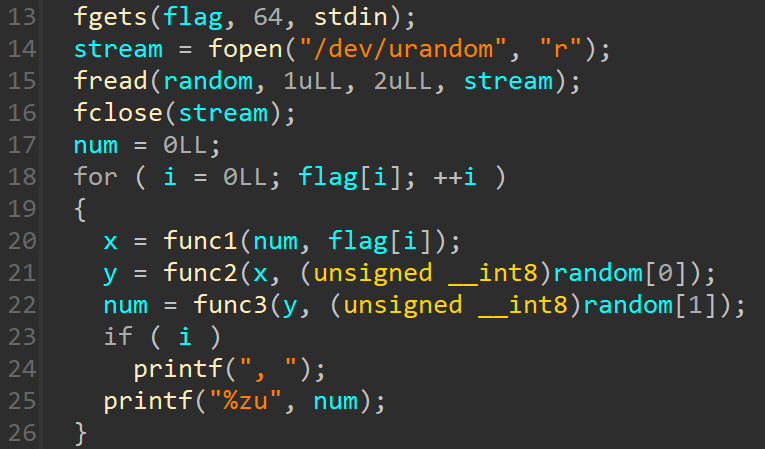 13 fgets(flag, 64, stdin);
14 stream = fopen("/dev/urandom", "r");
15 fread(random, 1uLL, 2uLL, stream);
16 fclose(stream);
17 num = 0LL;
18 for ( i = 0LL; flag[i]; ++i )
19 {
20 x = func1(num, flag[i]);
21 y = func2(x, (unsigned __int8)random[0]);
22 num = func3(y, (unsigned __int8)random[1]);
23 if ( i )
24 printf(", ");
25 printf("%zu", num);
26 }